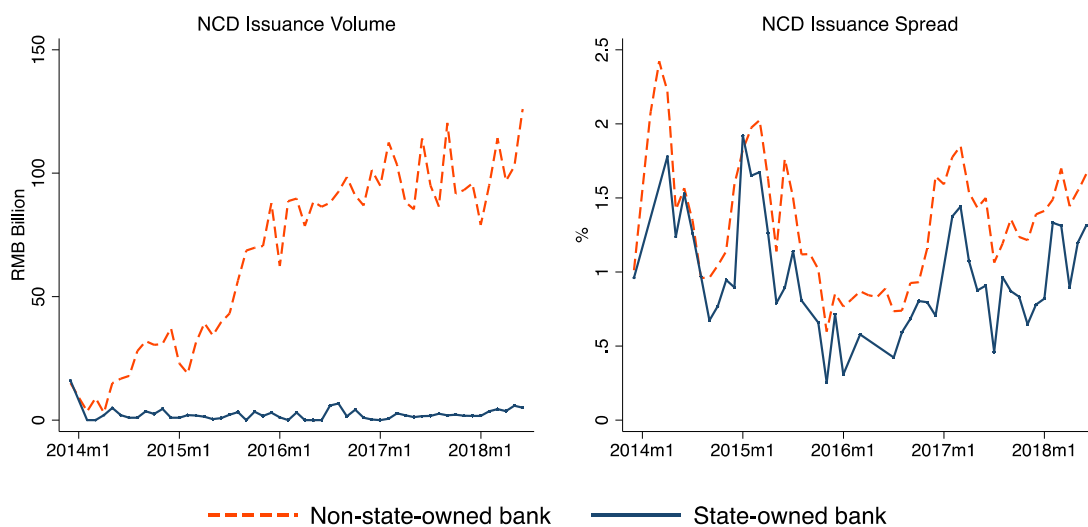 NCD Issuance Volume
150
100
50
0
RMB Billion
2014m1 2015m1 2016m1 2017m1 2018m1
NCD Issuance Spread
2.5
2
1.5
1
.5
0
%
2014m1 2015m1 2016m1 2017m1 2018m1
Non-state-owned bank State-owned bank